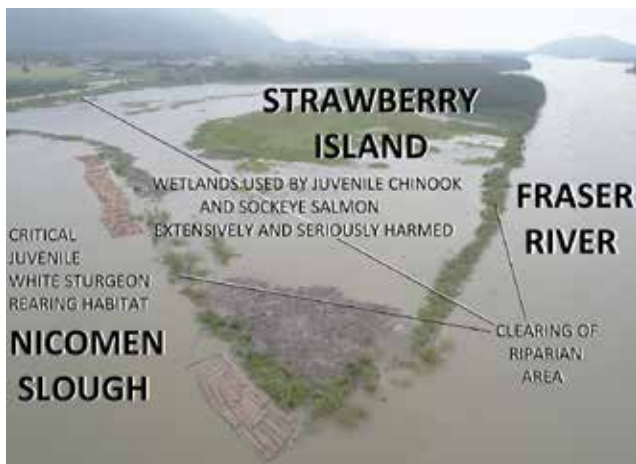 STRAWBERRY
ISLAND
WETLANDS USED BY JUVENILE CHINOOK
AND SOCKEYE SALMON
EXTENSIVELY AND SERIOUSLY HARMED
FRASER
RIVER
CRITICAL
JUVENILE
WHITE STURGEON
REARING HABITAT
NICOMEN
SLOUGH
CLEARING OF
RIPARIAN
AREA